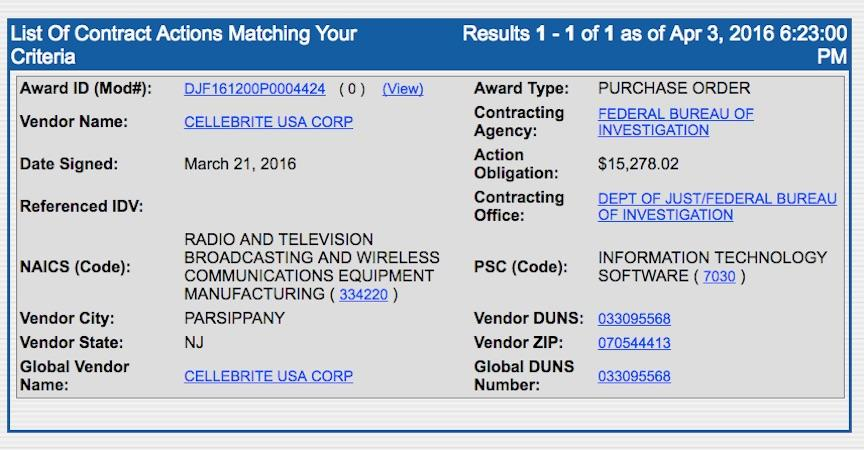 List Of Contract Actions Matching Your Criteria
Results 1 - 1 of 1 as of Apr 3, 2016 6:23:00 PM
Award ID (Mod#): DJF161200P0004424 ( 0 ) (View)
Award Type: PURCHASE ORDER
Vendor Name: CELLEBRITE USA CORP
Contracting Agency: FEDERAL BUREAU OF INVESTIGATION
Date Signed: March 21, 2016
Action Obligation: $15,278.02
Referenced IDV:
Contracting Office: DEPT OF JUST/FEDERAL BUREAU OF INVESTIGATION
NAICS (Code): RADIO AND TELEVISION BROADCASTING AND WIRELESS COMMUNICATIONS EQUIPMENT MANUFACTURING ( 334220 )
PSC (Code): INFORMATION TECHNOLOGY SOFTWARE ( 7030 )
Vendor City: PARSIPPANY
Vendor DUNS: 033095568
Vendor State: NJ
Vendor ZIP: 070544413
Global Vendor Name: CELLEBRITE USA CORP
Global DUNS Number: 033095568